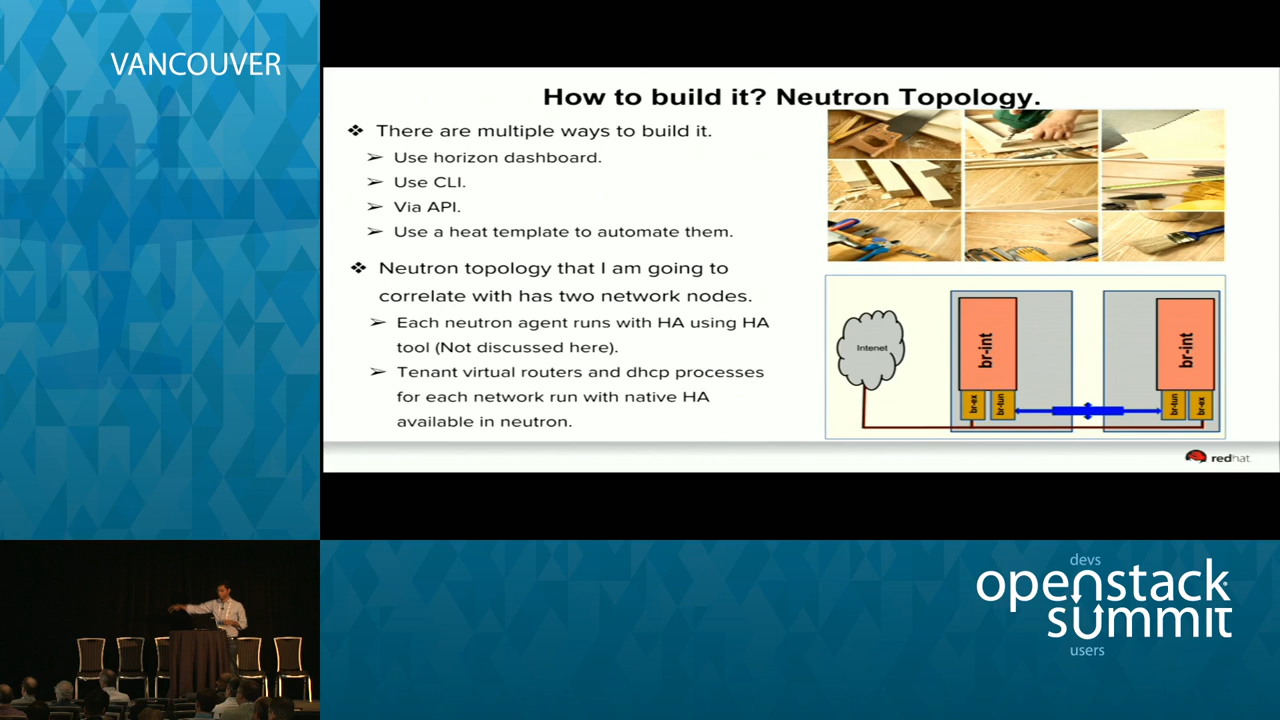 VANCOUVER
How to build it? Neutron Topology.
❖ There are multiple ways to build it.
➢ Use horizon dashboard.
➢ Use CLI.
➢ Via API.
➢ Use a heat template to automate them.
❖ Neutron topology that I am going to
correlate with has two network nodes.
➢ Each neutron agent runs with HA using HA
tool (Not discussed here).
➢ Tenant virtual routers and dhcp processes
for each network run with native HA
available in neutron.
Intenet
br-int
br-ex
br-tun
br-int
br-tun
br-ex
redhat.
devs
openstack
summit
users